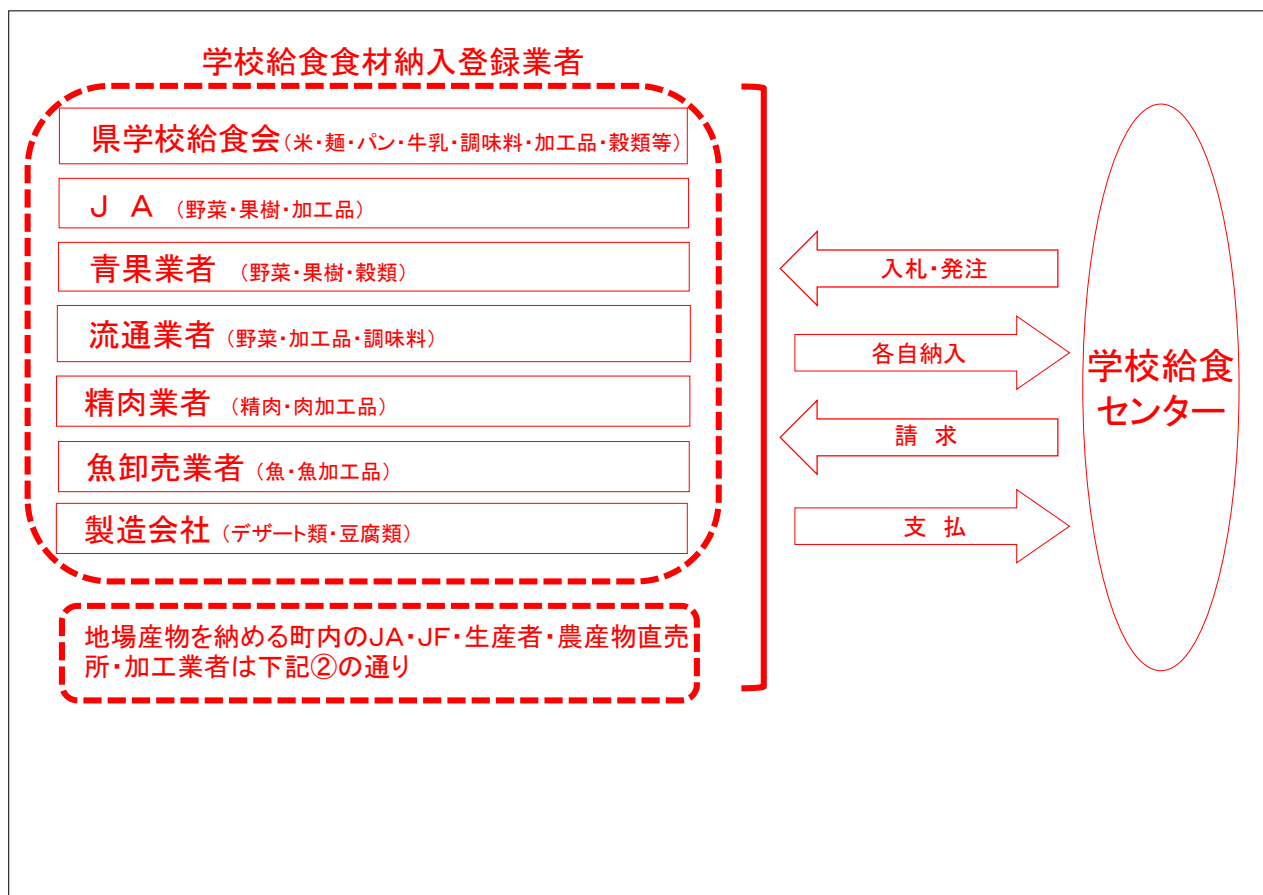 学校給食食材納入登録業者
県学校給食会(米・麺・パン・牛乳・調味料・加工品・穀類等)
J A (野菜・果樹・加工品)
青果業者 (野菜・果樹・穀類)
流通業者 (野菜・加工品・調味料)
精肉業者 (精肉・肉加工品)
魚卸売業者 (魚・魚加工品)
製造会社 (デザート類・豆腐類)
地場産物を納める町内のJA・JF・生産者・農産物直売
所・加工業者は下記②の通り
入札・発注
各自納入
請 求
支 払
学校給食
センター